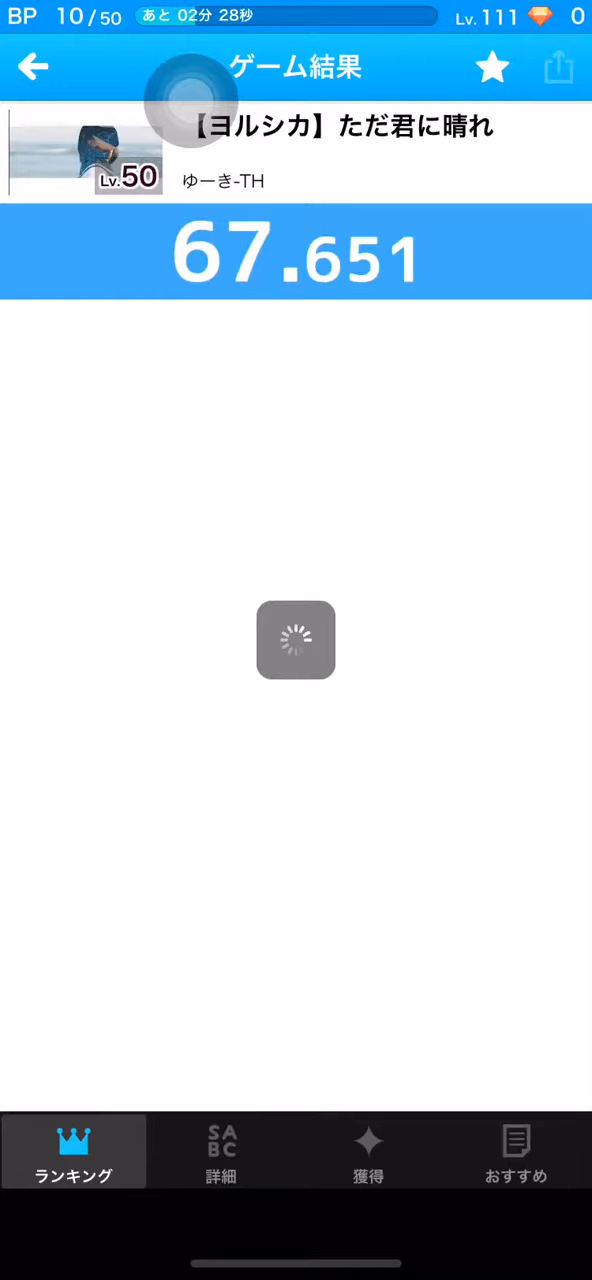 BP 10/50 あと 02分 28秒 Lv. 111 0
ゲーム結果
【ヨルシカ】ただ君に晴れ
Lv.50
ゆーき-TH
67.651
ランキング
SABC
詳細
獲得
おすすめ